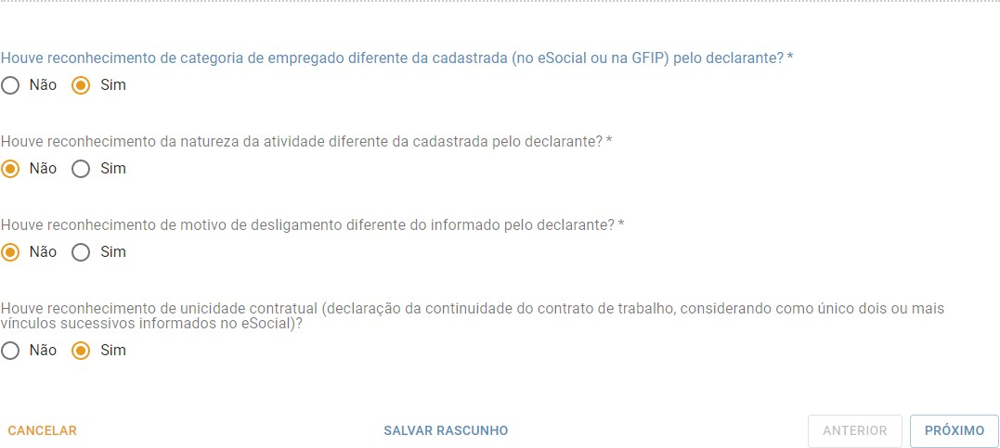 Houve reconhecimento de categoria de empregado diferente da cadastrada (no eSocial ou na GFIP) pelo declarante? *
Não Sim
Houve reconhecimento da natureza da atividade diferente da cadastrada pelo declarante? *
Não Sim
Houve reconhecimento de motivo de desligamento diferente do informado pelo declarante? *
Não Sim
Houve reconhecimento de unicidade contratual (declaração da continuidade do contrato de trabalho, considerando como único dois ou mais
vínculos sucessivos informados no eSocial)?
Não Sim
CANCELAR SALVAR RASCUNHO ANTERIOR PRÓXIMO